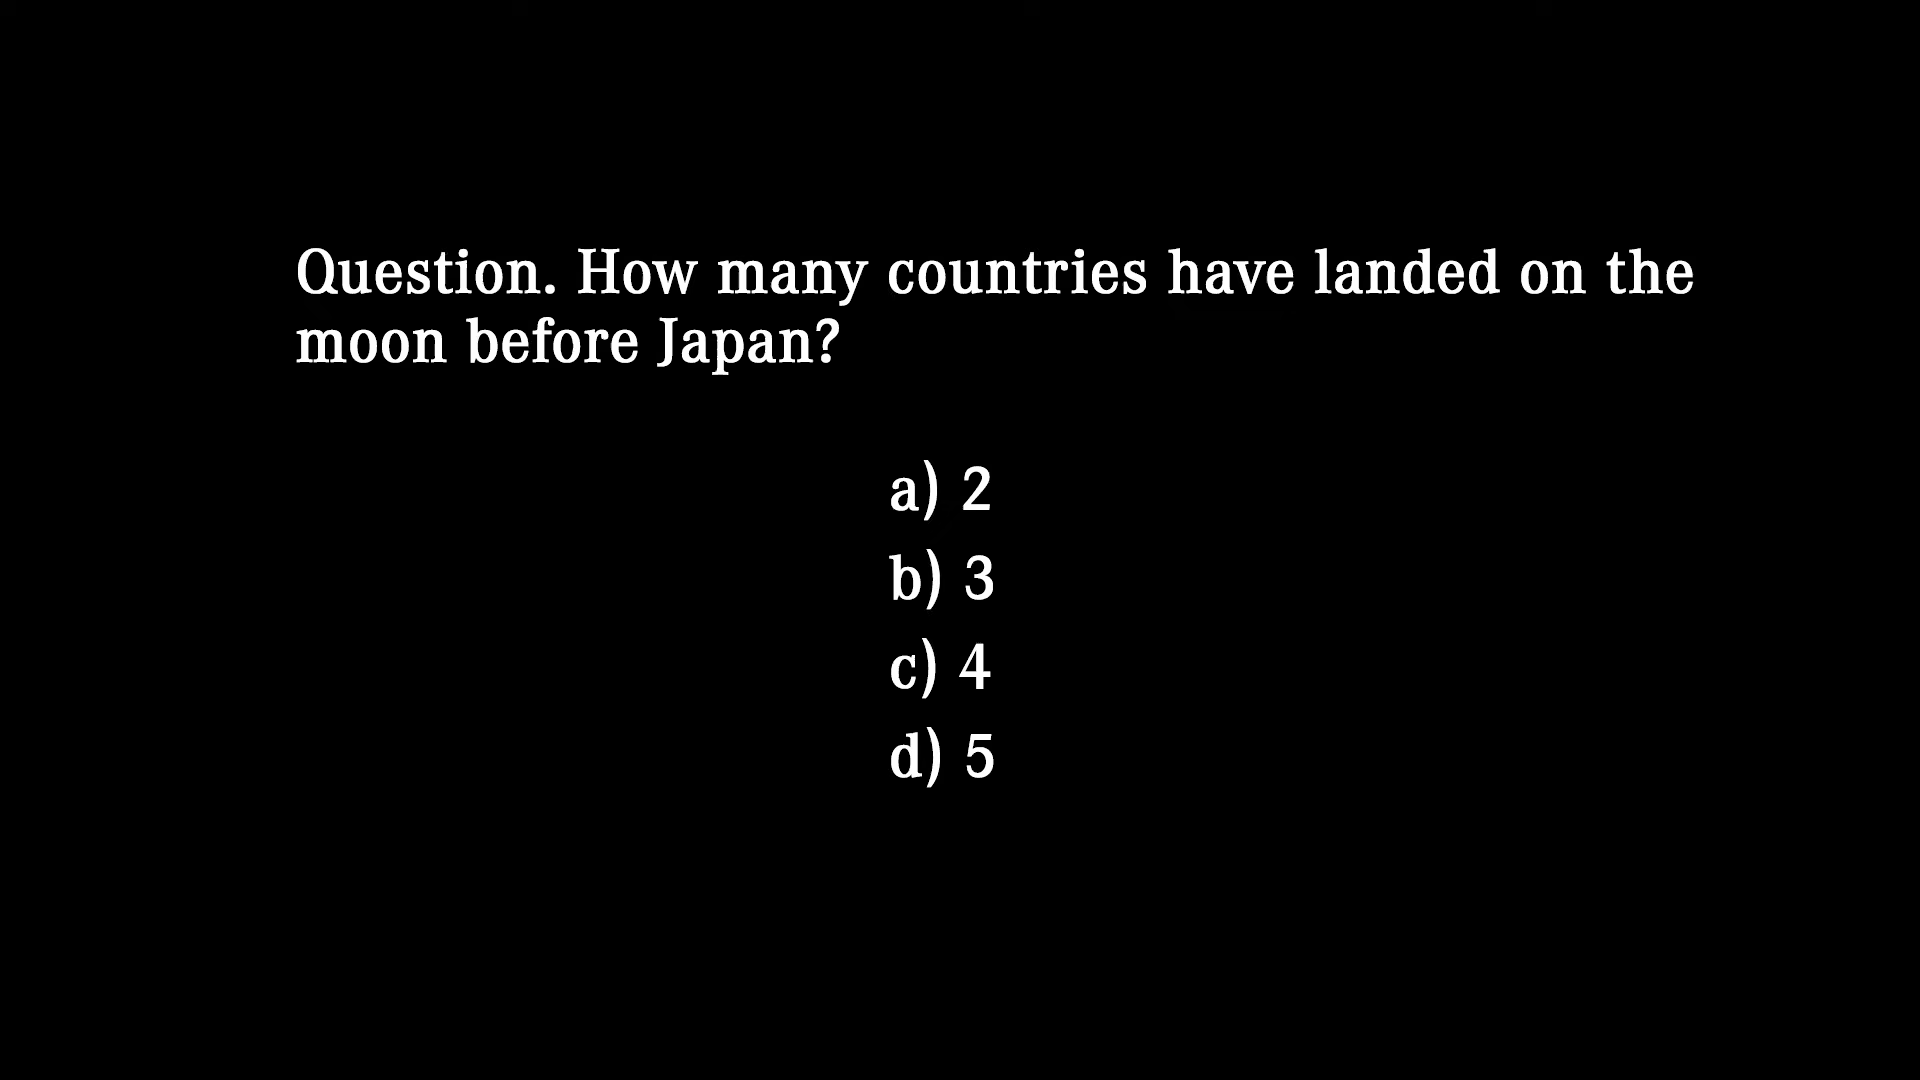 Question. How many countries have landed on the
moon before Japan?
a) 2
b) 3
c) 4
d) 5